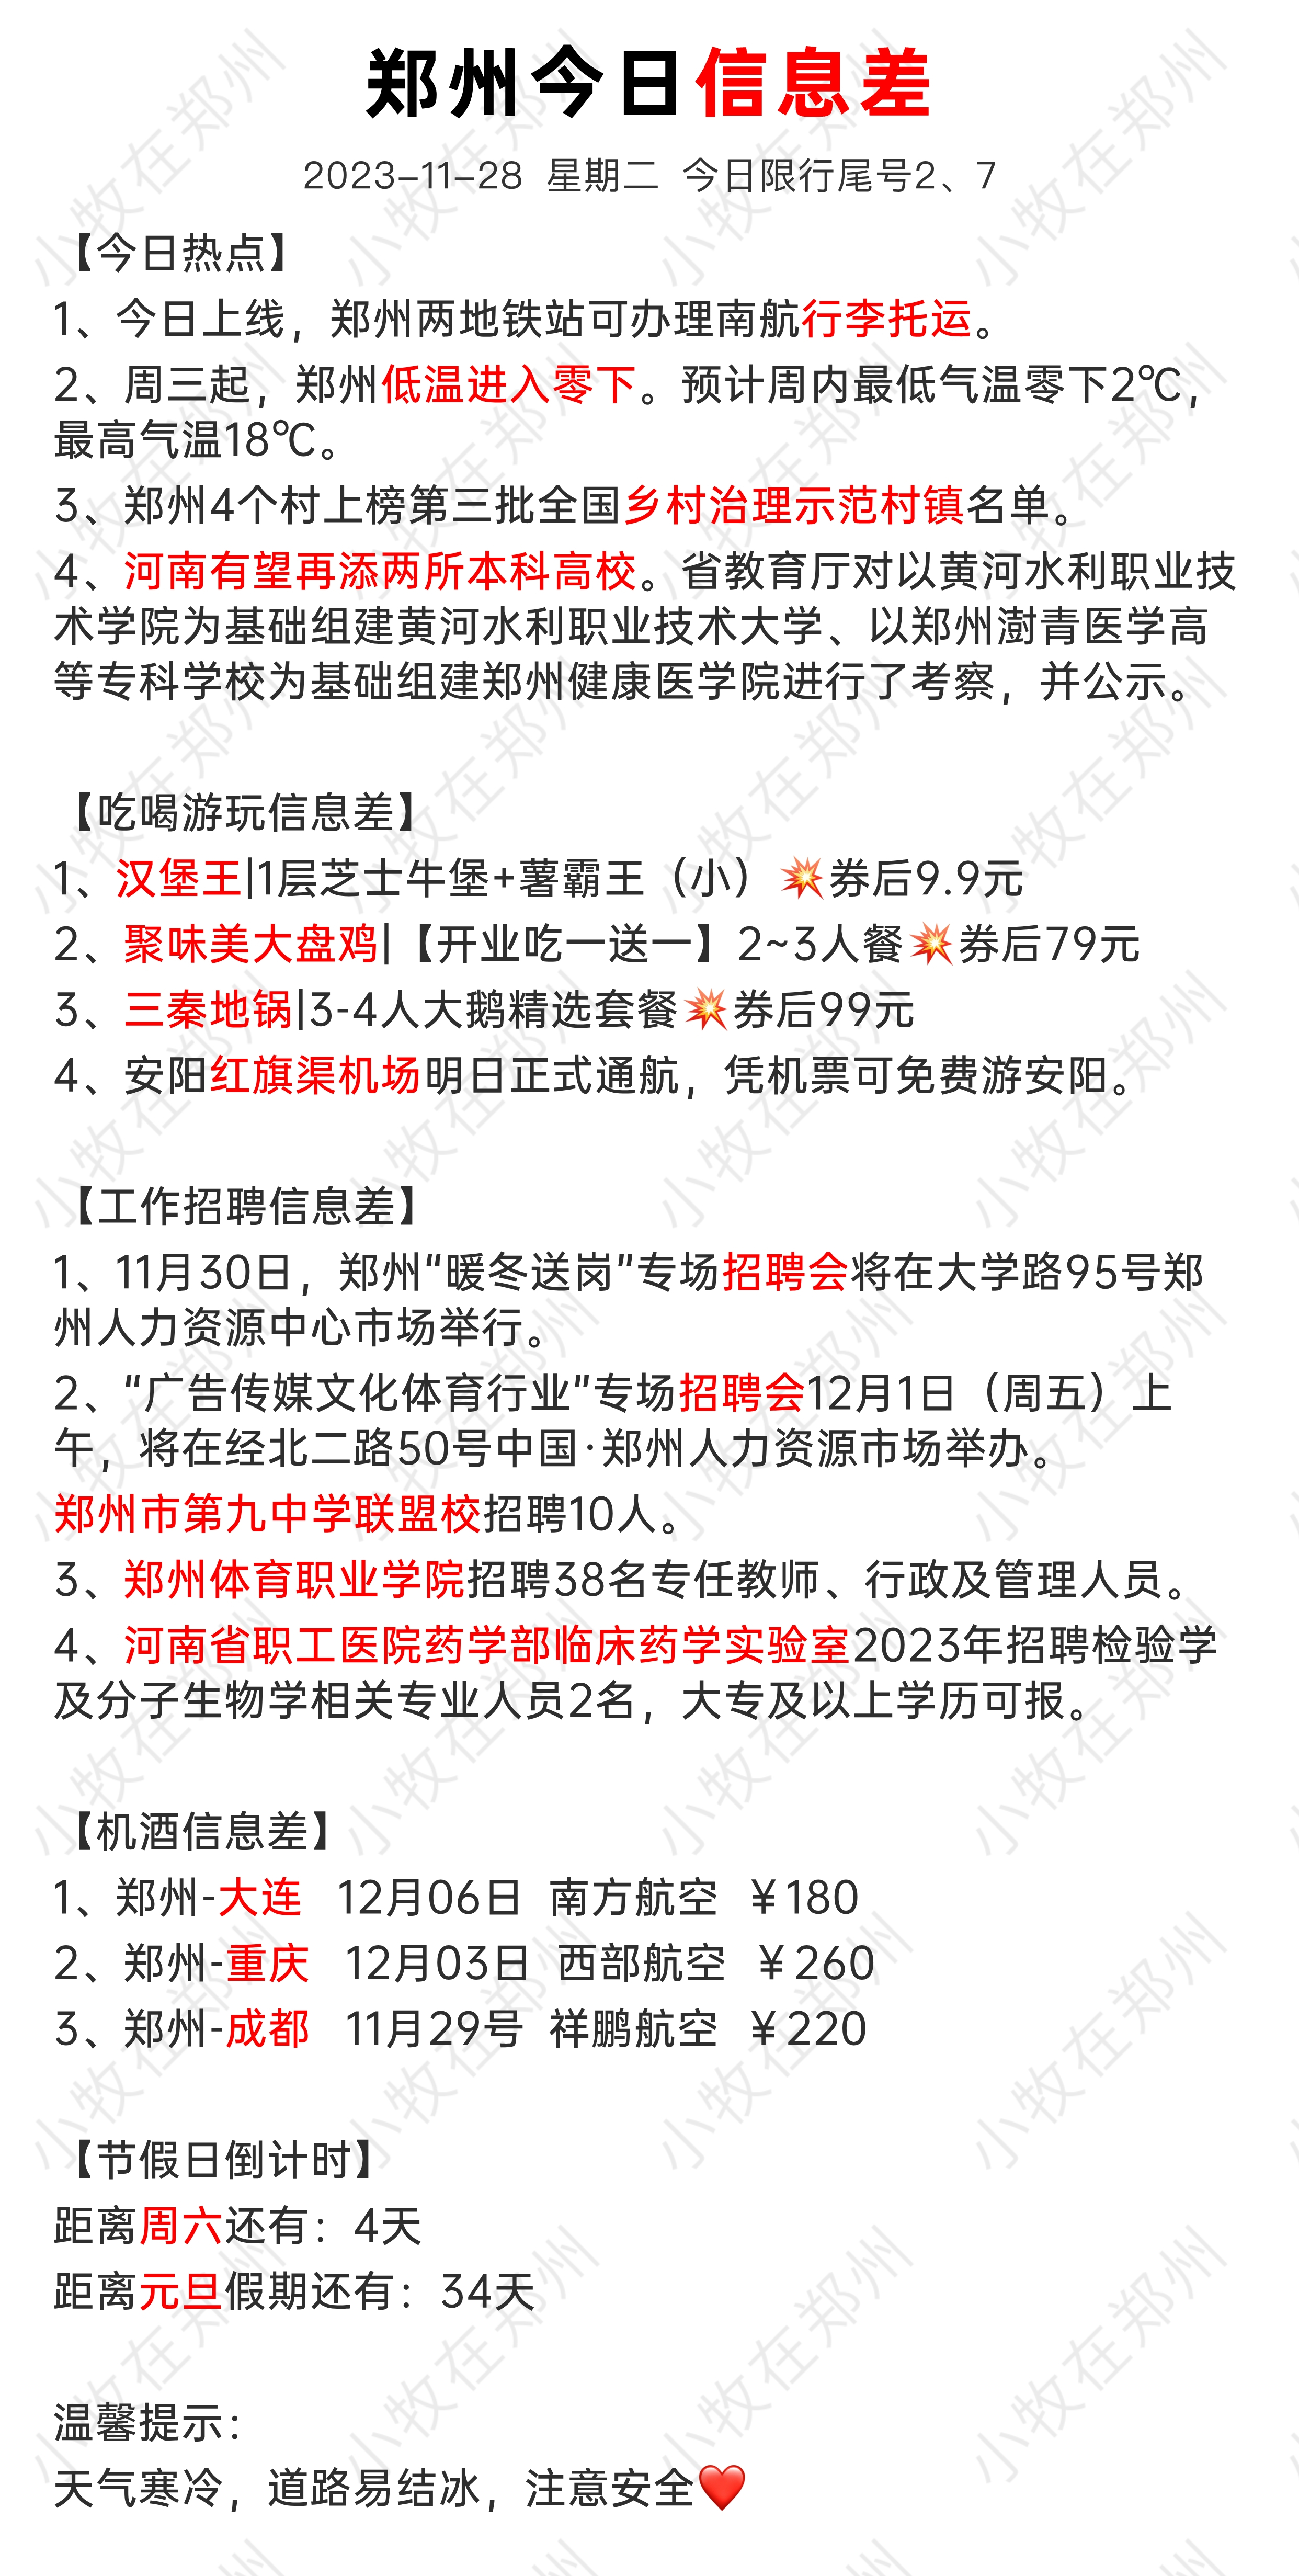 郑州今日信息差
2023-11-28 星期二 今日限行尾号2、7
【今日热点】
1、今日上线，郑州两地铁站可办理南航行李托运。
2、周三起，郑州低温进入零下。预计周内最低气温零下2℃，
最高气温18℃。
3、郑州4个村上榜第三批全国乡村治理示范村镇名单。
4、河南有望再添两所本科高校。省教育厅对以黄河水利职业技
术学院为基础组建黄河水利职业技术大学、以郑州澍青医学高
等专科学校为基础组建郑州健康医学院进行了考察，并公示。
【吃喝游玩信息差】
1、汉堡王|1层芝士牛堡+薯霸王（小）💥券后9.9元
2、聚味美大盘鸡|【开业吃一送一】2~3人餐💥券后79元
3、三秦地锅|3-4人大鹅精选套餐💥券后99元
4、安阳红旗渠机场明日正式通航，凭机票可免费游安阳。
【工作招聘信息差】
1、11月30日，郑州“暖冬送岗”专场招聘会将在大学路95号郑
州人力资源中心市场举行。
2、“广告传媒文化体育行业”专场招聘会12月1日（周五）上
午，将在经北二路50号中国·郑州人力资源市场举办。
郑州市第九中学联盟校招聘10人。
3、郑州体育职业学院招聘38名专任教师、行政及管理人员。
4、河南省职工医院药学部临床药学实验室2023年招聘检验学
及分子生物学相关专业人员2名，大专及以上学历可报。
【机酒信息差】
1、郑州-大连 12月06日 南方航空 ￥180
2、郑州-重庆 12月03日 西部航空 ￥260
3、郑州-成都 11月29号 祥鹏航空 ￥220
【节假日倒计时】
距离周六还有：4天
距离元旦假期还有：34天
温馨提示：
天气寒冷，道路易结冰，注意安全❤️
小牧在郑州